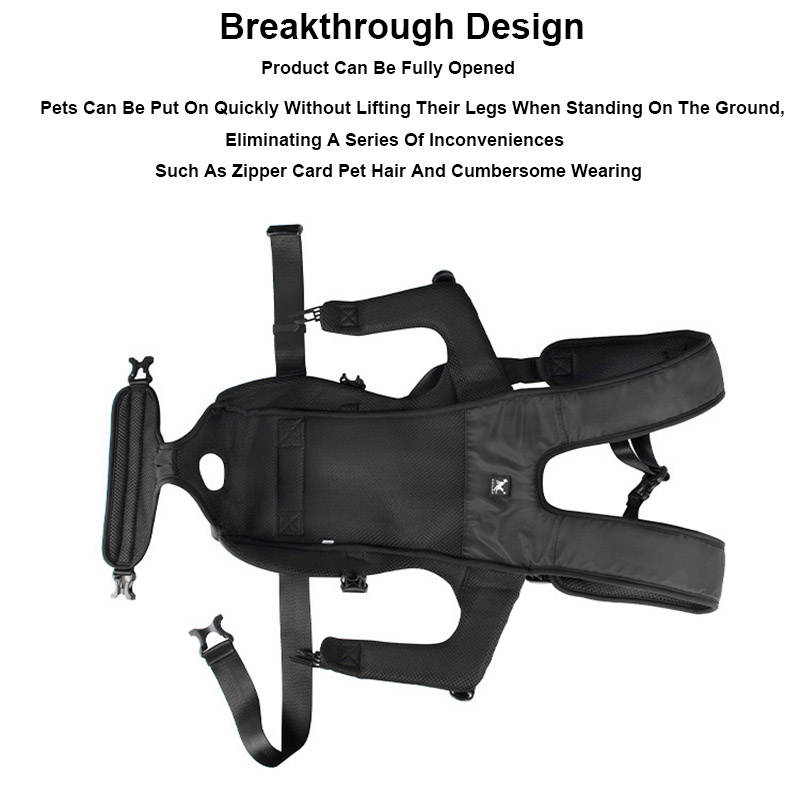 Breakthrough Design
Product Can Be Fully Opened
Pets Can Be Put On Quickly Without Lifting Their Legs When Standing On The Ground,
Eliminating A Series Of Inconveniences
Such As Zipper Card Pet Hair And Cumbersome Wearing